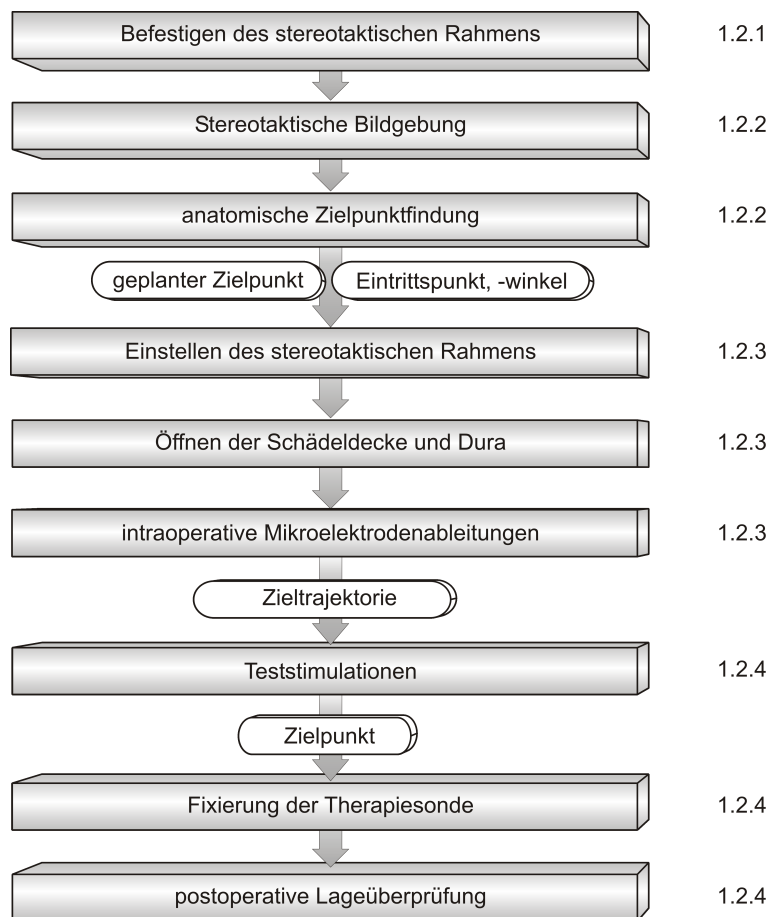 Befestigen des stereotaktischen Rahmens 1.2.1
Stereotaktische Bildgebung 1.2.2
anatomische Zielpunktfindung 1.2.2
geplanter Zielpunkt Eintrittspunkt, -winkel
Einstellen des stereotaktischen Rahmens 1.2.3
Öffnen der Schädeldecke und Dura 1.2.3
intraoperative Mikroelektrodenableitungen 1.2.3
Zieltrajektorie
Teststimulationen 1.2.4
Zielpunkt
Fixierung der Therapiesonde 1.2.4
postoperative Lageüberprüfung 1.2.4